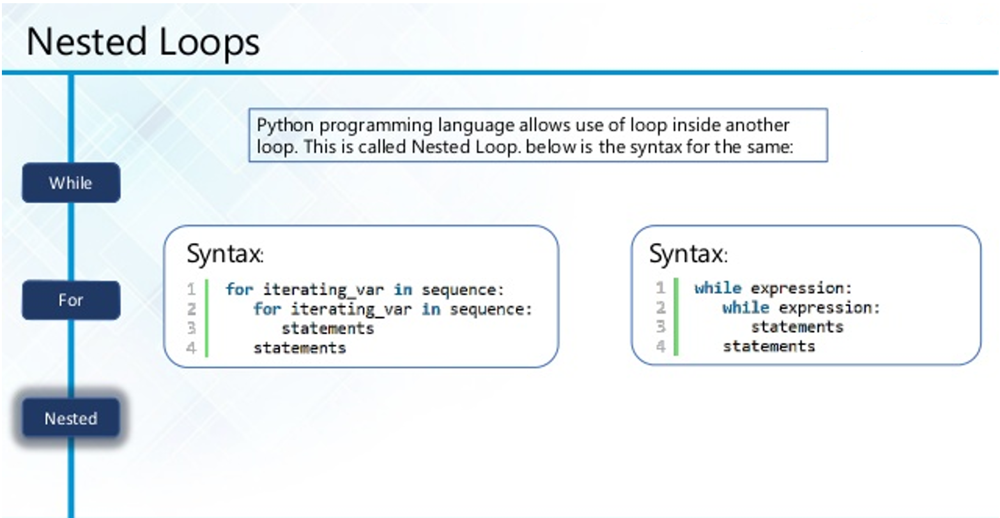 Nested Loops
Python programming language allows use of loop inside another
loop. This is called Nested Loop. below is the syntax for the same:
While
For
Nested
Syntax:
1 for iterating_var in sequence:
2    for iterating_var in sequence:
3       statements
4    statements
Syntax:
1 while expression:
2    while expression:
3       statements
4    statements